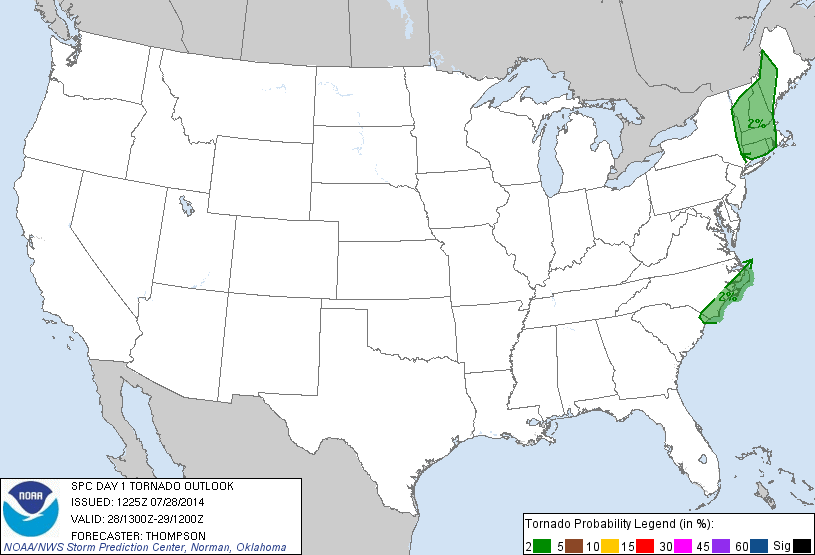 2%
2%
SPC DAY 1 TORNADO OUTLOOK
ISSUED: 1225Z 07/28/2014
VALID: 28/1300Z-29/1200Z
FORECASTER: THOMPSON
NOAA/NWS Storm Prediction Center, Norman, Oklahoma
NOAA
Tornado Probability Legend (in %):
2 5 10 15 30 45 60 Sig